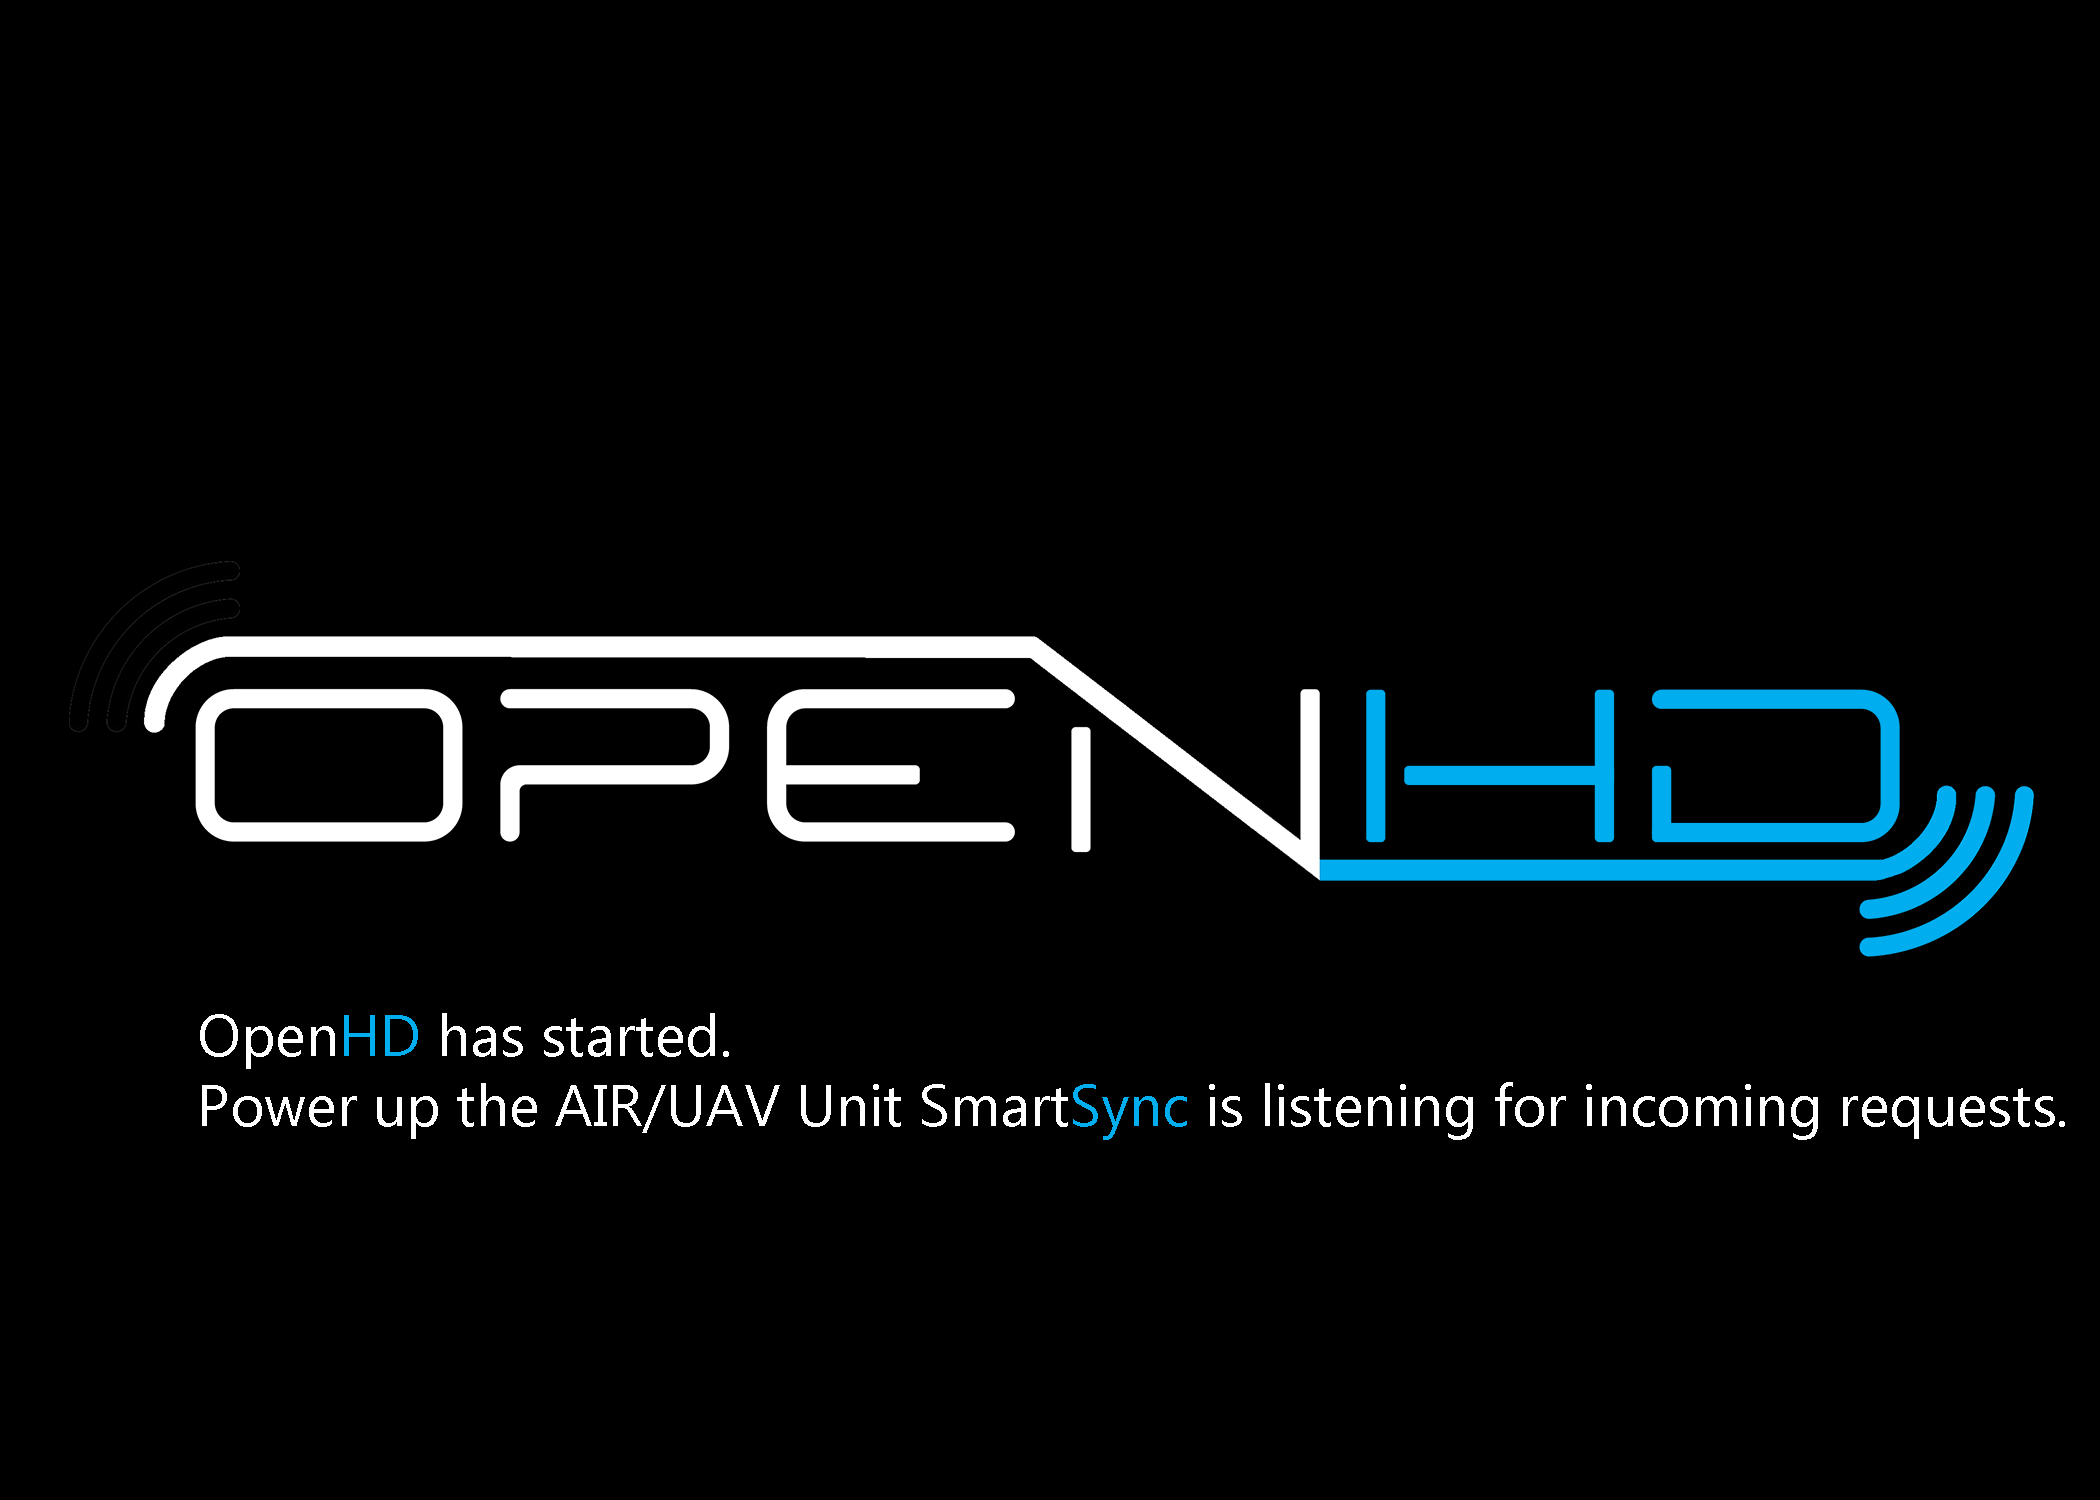 OPENHD
OpenHD has started.
Power up the AIR/UAV Unit SmartSync is listening for incoming requests.